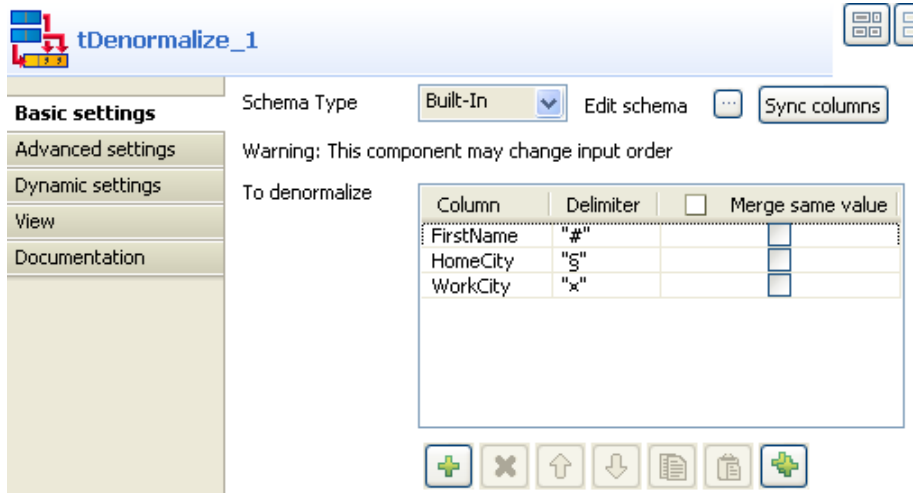 tDenormalize_1
Basic settings
Advanced settings
Dynamic settings
View
Documentation
Schema Type Built-In Edit schema ... Sync columns
Warning: This component may change input order
To denormalize
Column Delimiter Merge same value
FirstName "#"
HomeCity "§"
WorkCity "¤"